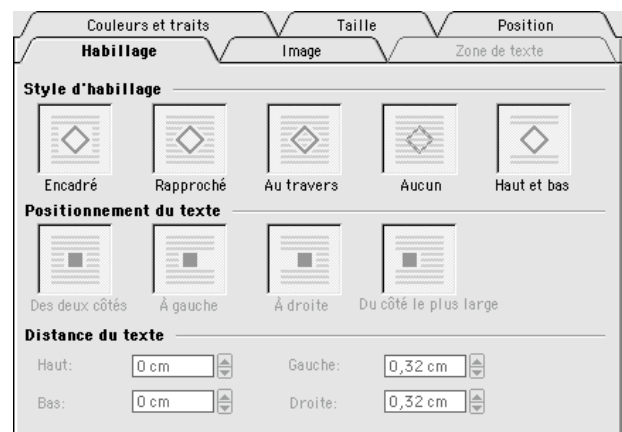 Couleurs et traits Taille Position
Habillage Image Zone de texte
Style d'habillage
Encadré Rapproché Au travers Aucun Haut et bas
Positionnement du texte
Des deux côtés À gauche À droite Du côté le plus large
Distance du texte
Haut: 0 cm Gauche: 0,32 cm
Bas: 0 cm Droite: 0,32 cm